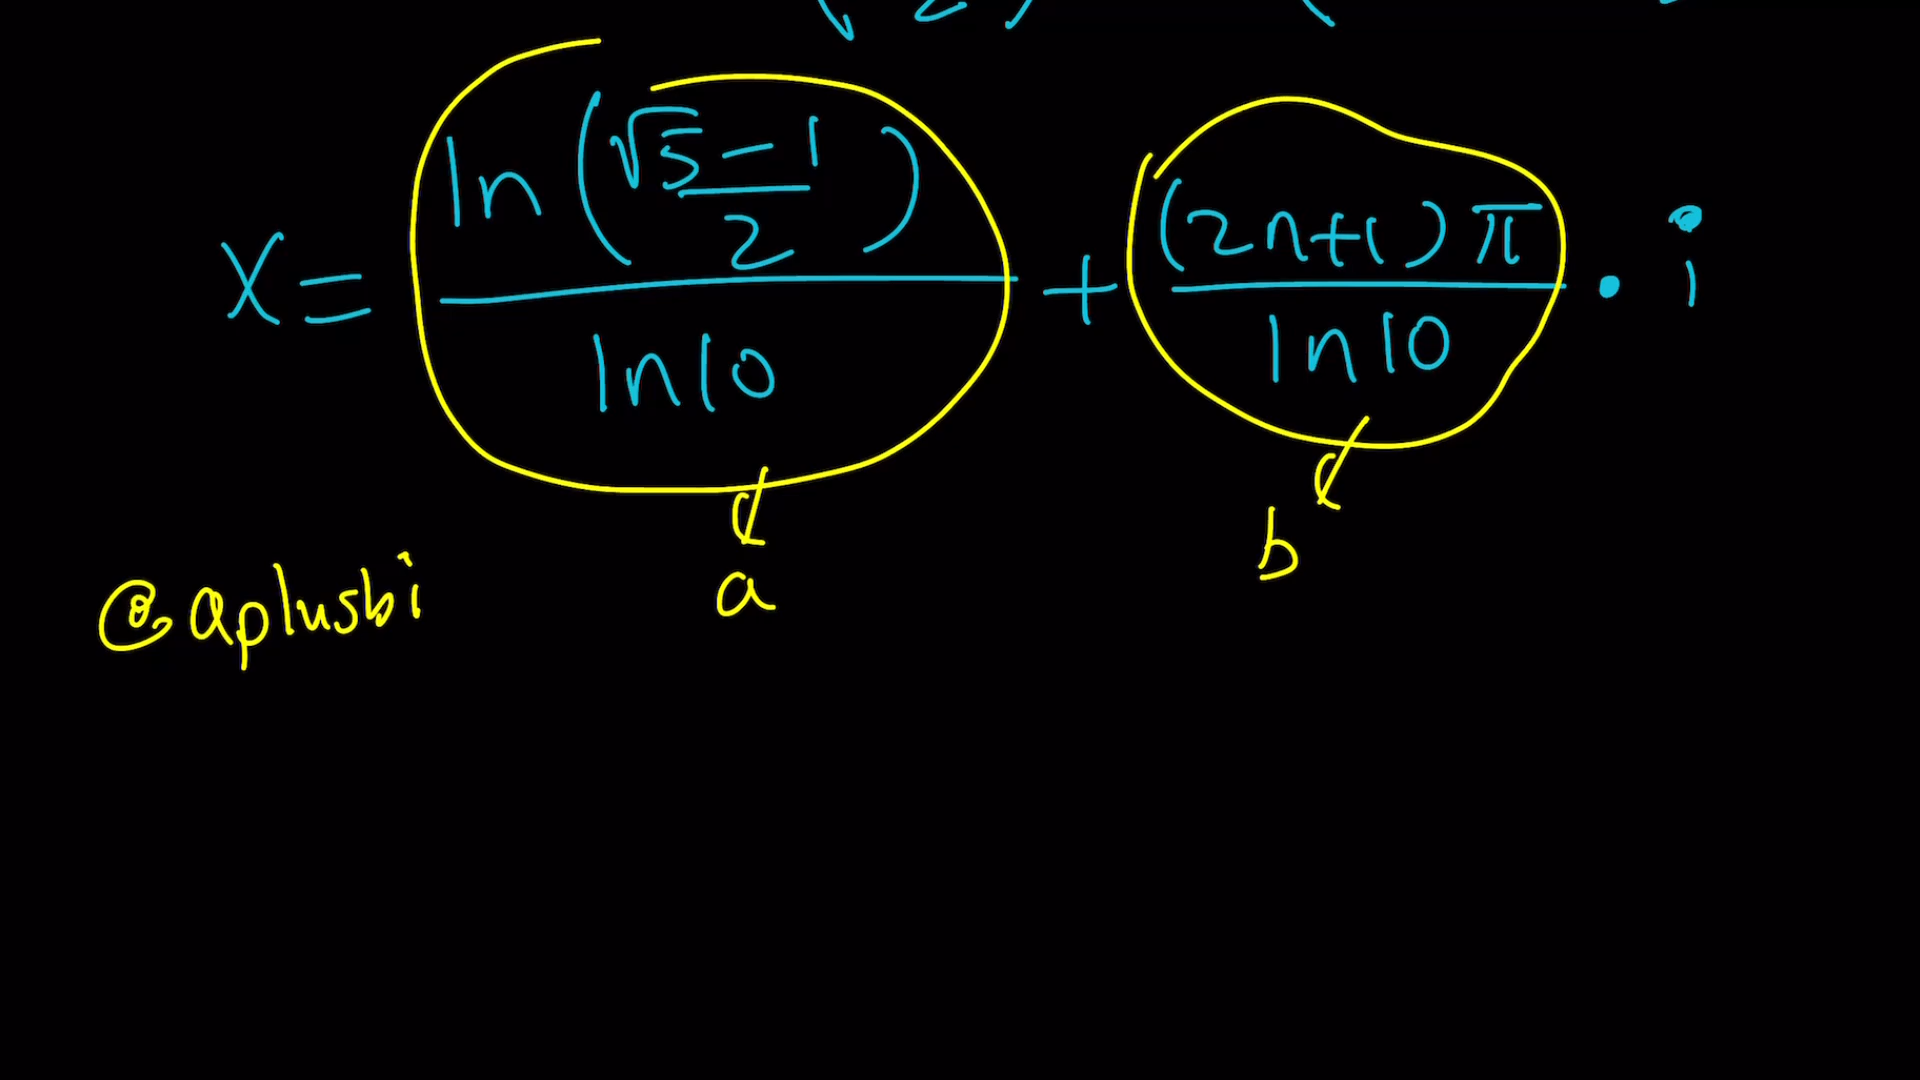 x = ln(√5 − 1 / 2) / ln10 + (2n+1)π / ln10 · i
a b
@aplusbi